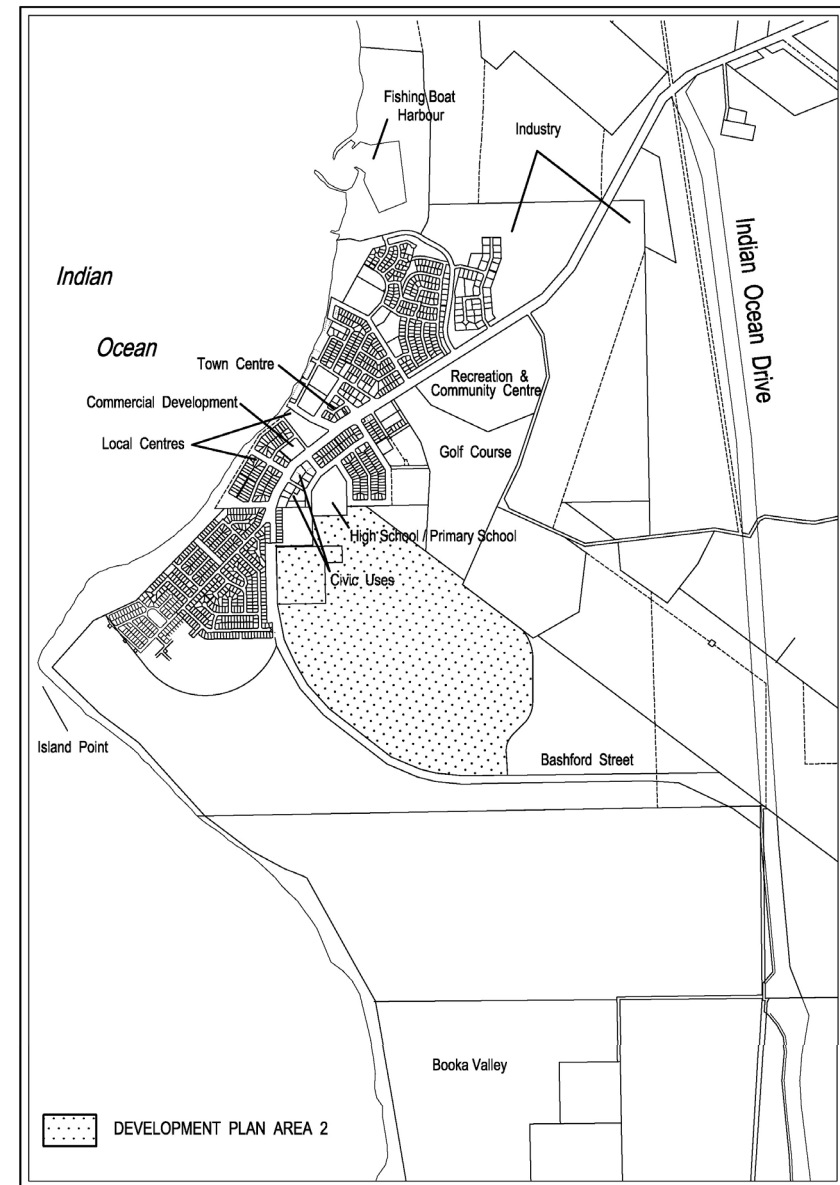 Fishing Boat
Harbour
Industry
Indian
Ocean
Indian Ocean Drive
Town Centre
Recreation &
Community Centre
Commercial Development
Local Centres
Golf Course
High School / Primary School
Civic Uses
Island Point
Bashford Street
Booka Valley
DEVELOPMENT PLAN AREA 2